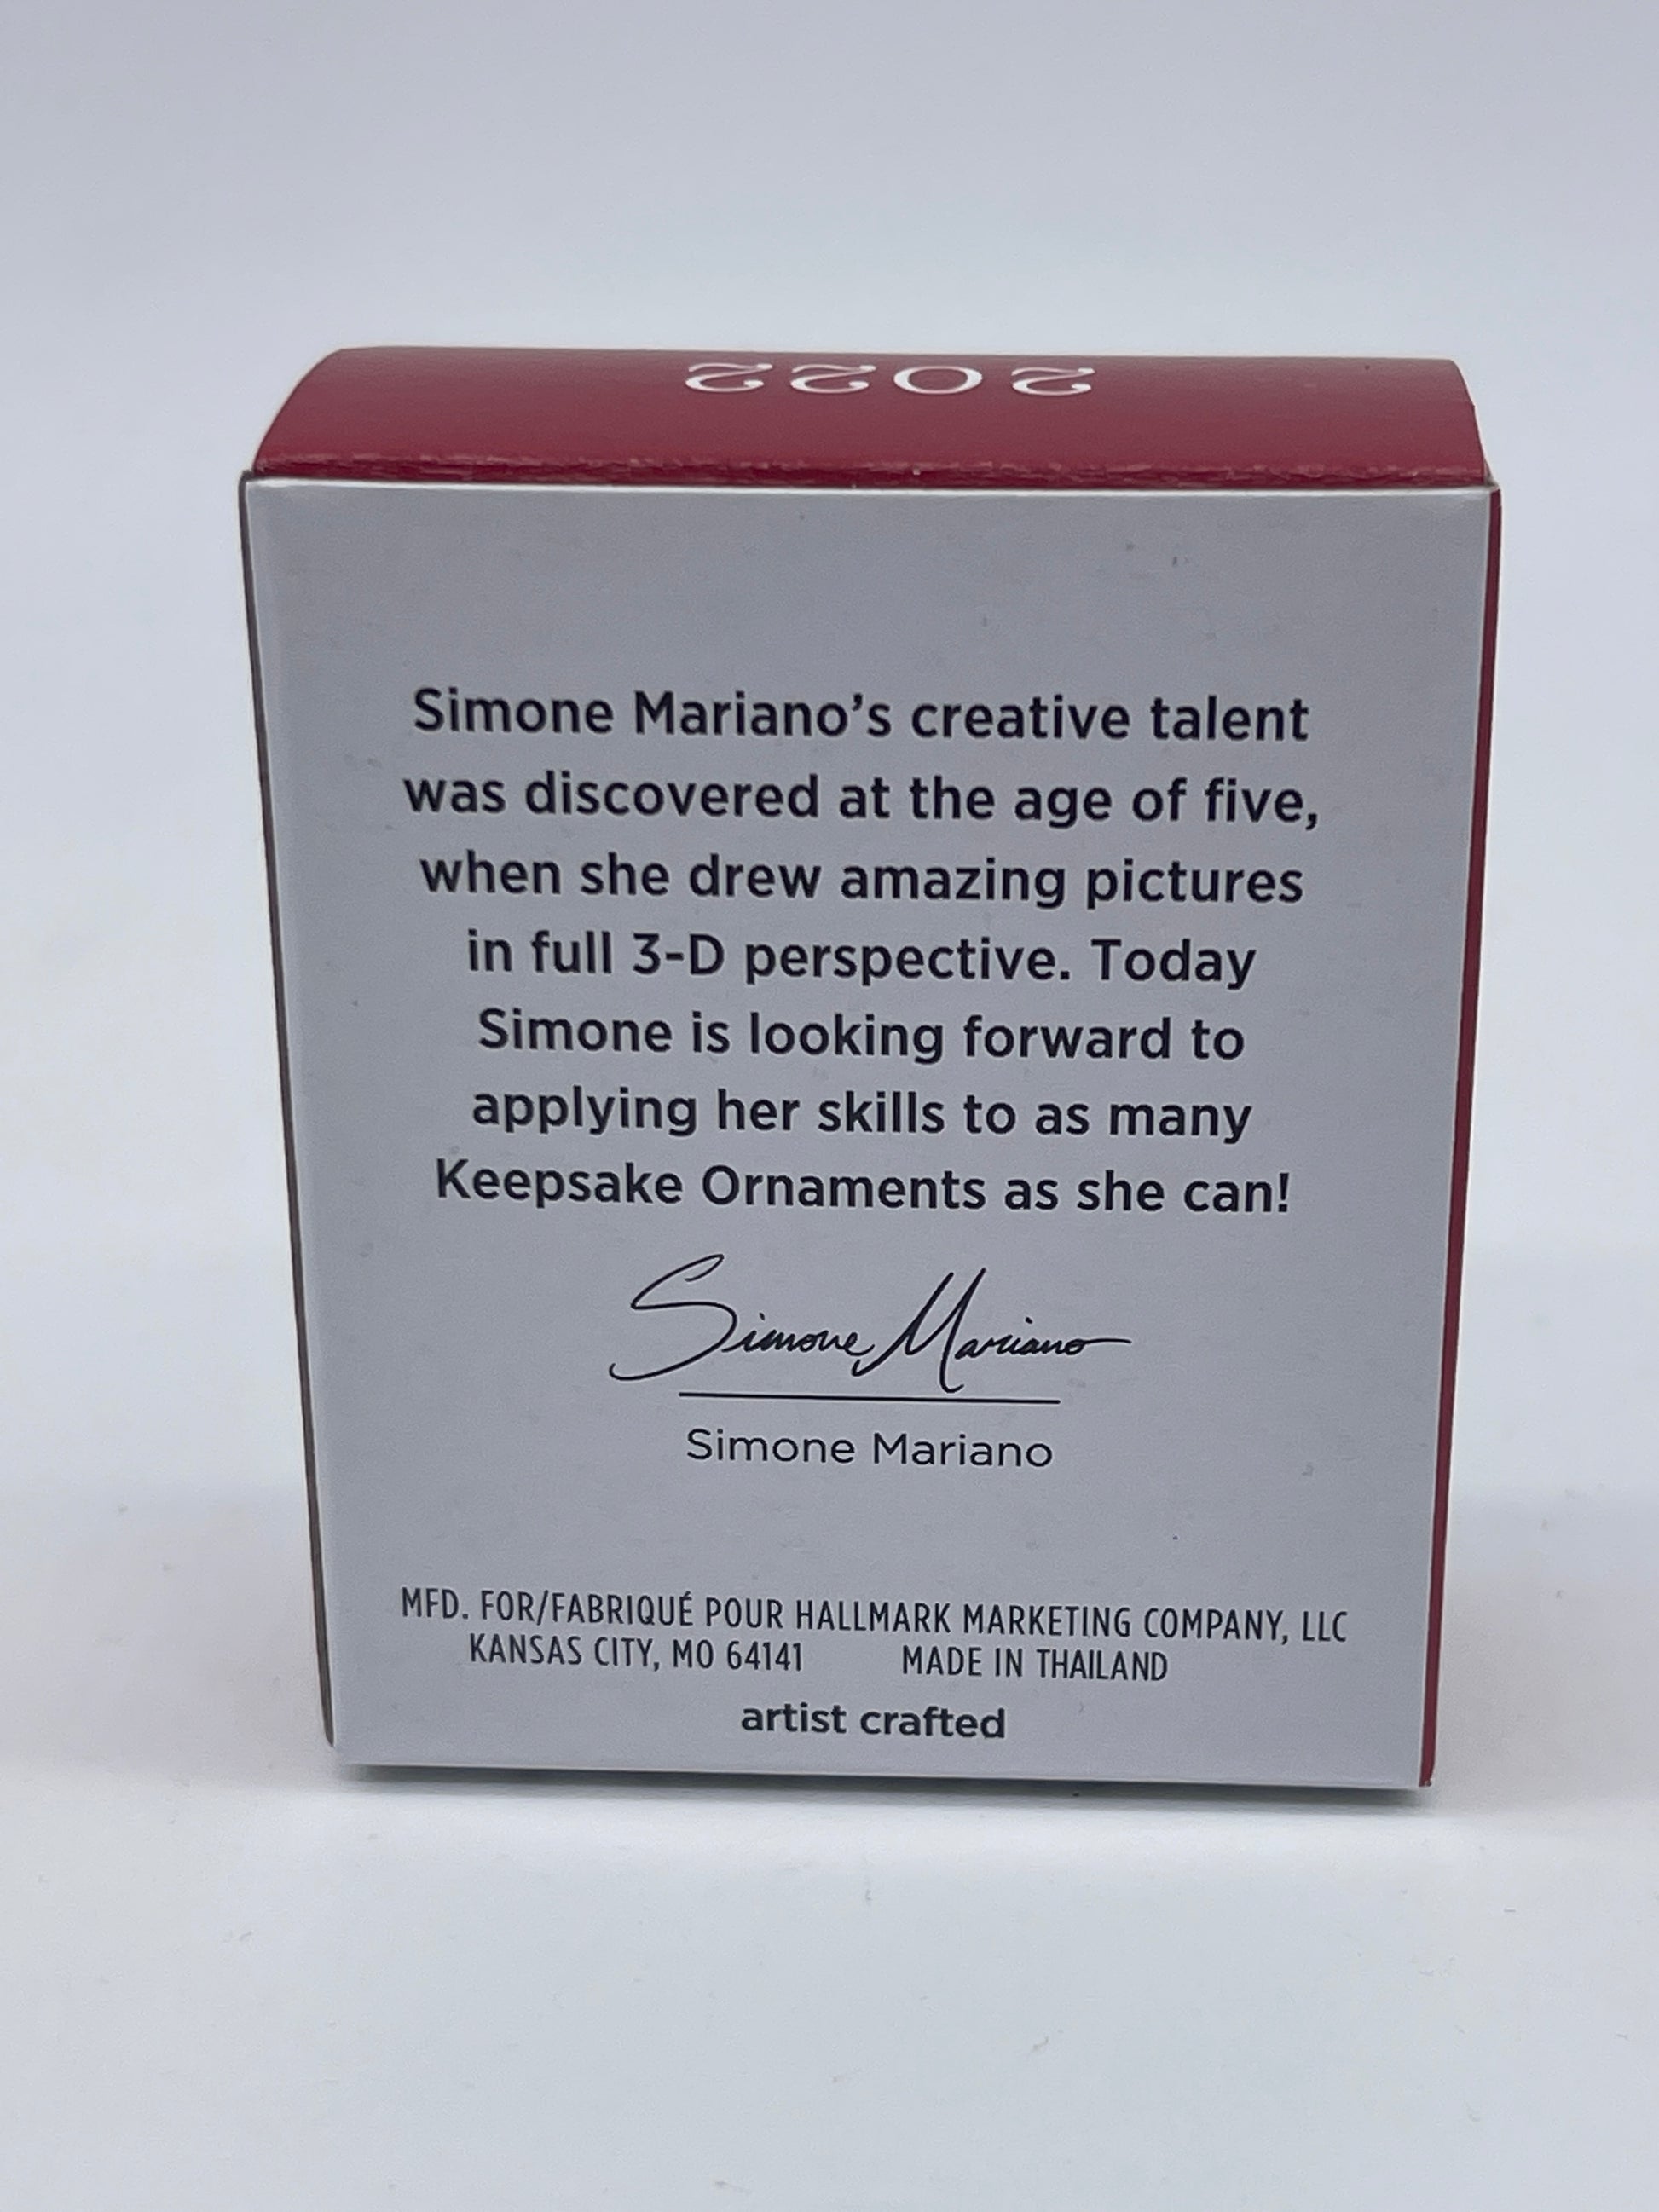 2022
Simone Mariano’s creative talent
was discovered at the age of five,
when she drew amazing pictures
in full 3-D perspective. Today
Simone is looking forward to
applying her skills to as many
Keepsake Ornaments as she can!
Simone Mariano
Simone Mariano
MFD. FOR/FABRIQUÉ POUR HALLMARK MARKETING COMPANY, LLC
KANSAS CITY, MO 64141 MADE IN THAILAND
artist crafted